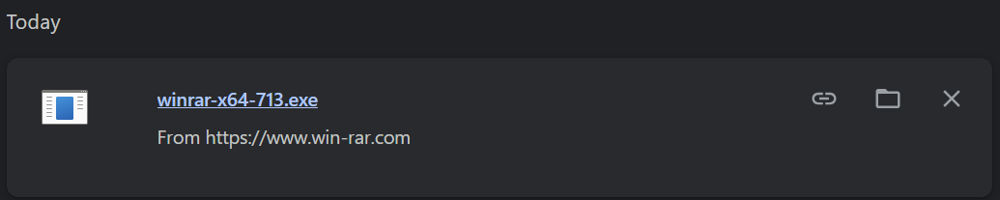 Today
winrar-x64-713.exe
From https://www.win-rar.com